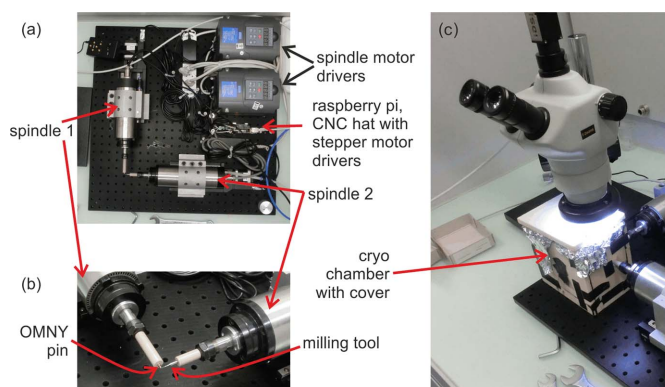 (a)
spindle motor
drivers
spindle 1
raspberry pi,
CNC hat with
stepper motor
drivers
spindle 2
(b)
OMNY
pin
milling tool
(c)
cryo
chamber
with cover